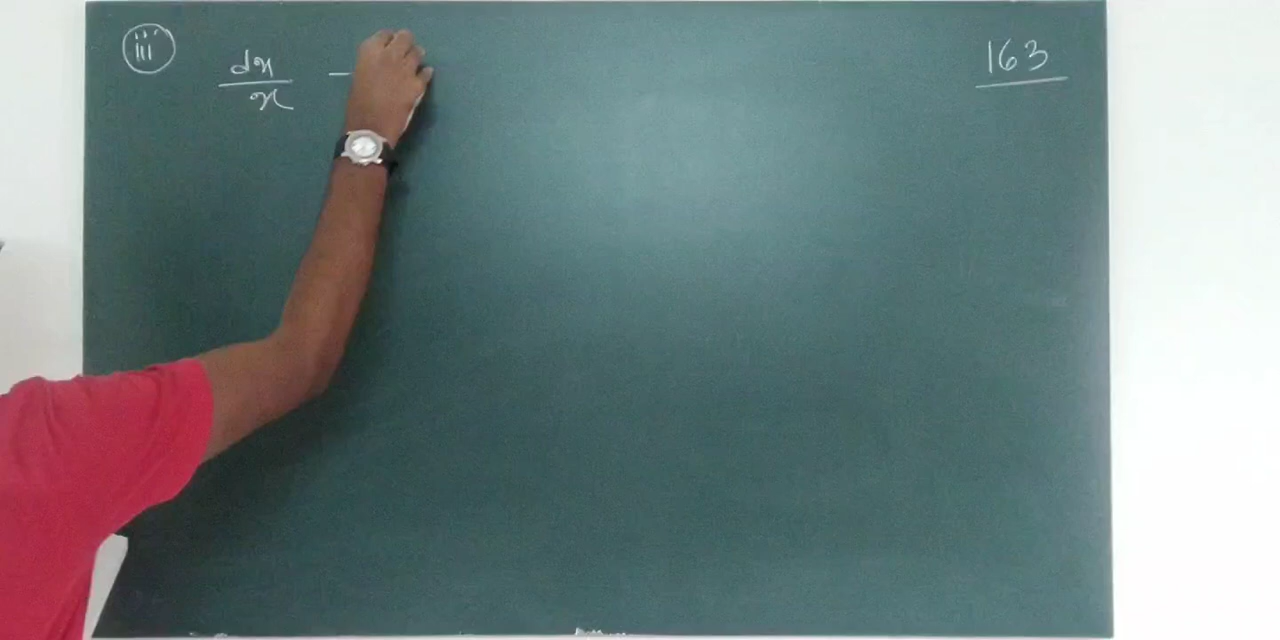 (iii) dx/x — 163